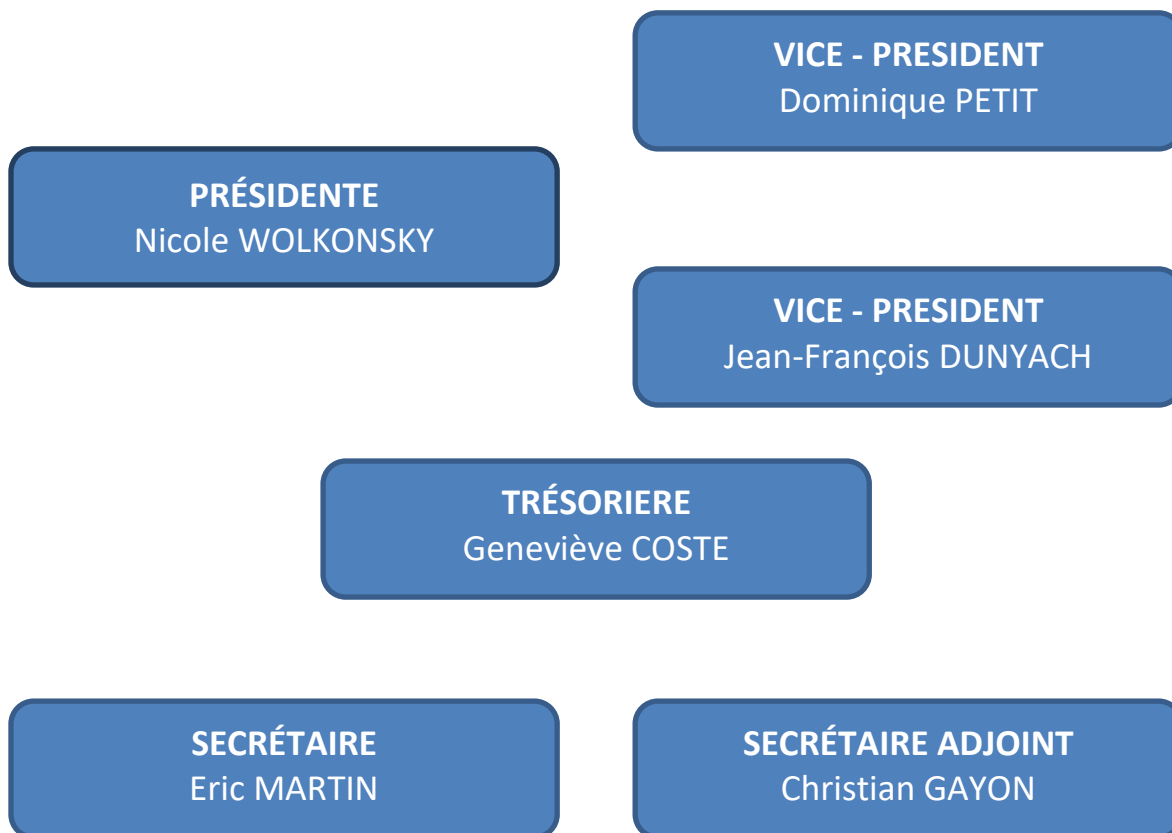 VICE - PRESIDENT
Dominique PETIT
PRÉSIDENTE
Nicole WOLKONSKY
VICE - PRESIDENT
Jean-François DUNYACH
TRÉSORIERE
Geneviève COSTE
SECRÉTAIRE
Eric MARTIN
SECRÉTAIRE ADJOINT
Christian GAYON